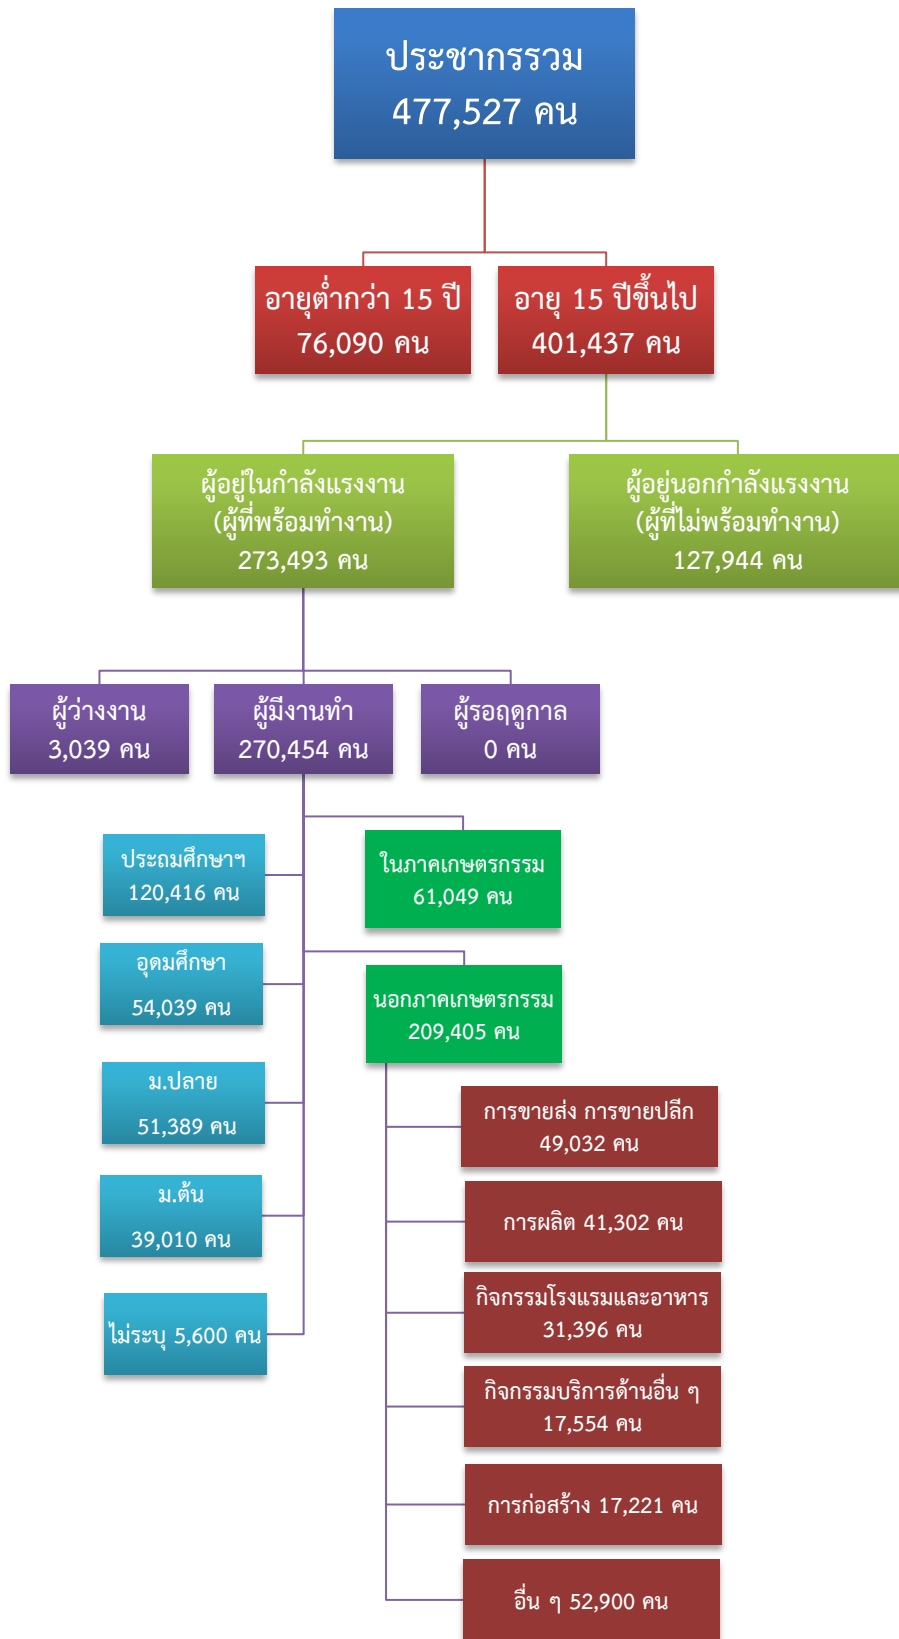 ประชากรรวม
477,527 คน
อายุต่ำกว่า 15 ปี
76,090 คน
อายุ 15 ปีขึ้นไป
401,437 คน
ผู้อยู่ในกำลังแรงงาน
(ผู้ที่พร้อมทำงาน)
273,493 คน
ผู้อยู่นอกกำลังแรงงาน
(ผู้ที่ไม่พร้อมทำงาน)
127,944 คน
ผู้ว่างงาน
3,039 คน
ผู้มีงานทำ
270,454 คน
ผู้รอฤดูกาล
0 คน
ประถมศึกษาฯ
120,416 คน
อุดมศึกษา
54,039 คน
ม.ปลาย
51,389 คน
ม.ต้น
39,010 คน
ไม่ระบุ 5,600 คน
ในภาคเกษตรกรรม
61,049 คน
นอกภาคเกษตรกรรม
209,405 คน
การขายส่ง การขายปลีก
49,032 คน
การผลิต 41,302 คน
กิจกรรมโรงแรมและอาหาร
31,396 คน
กิจกรรมบริการด้านอื่น ๆ
17,554 คน
การก่อสร้าง 17,221 คน
อื่น ๆ 52,900 คน